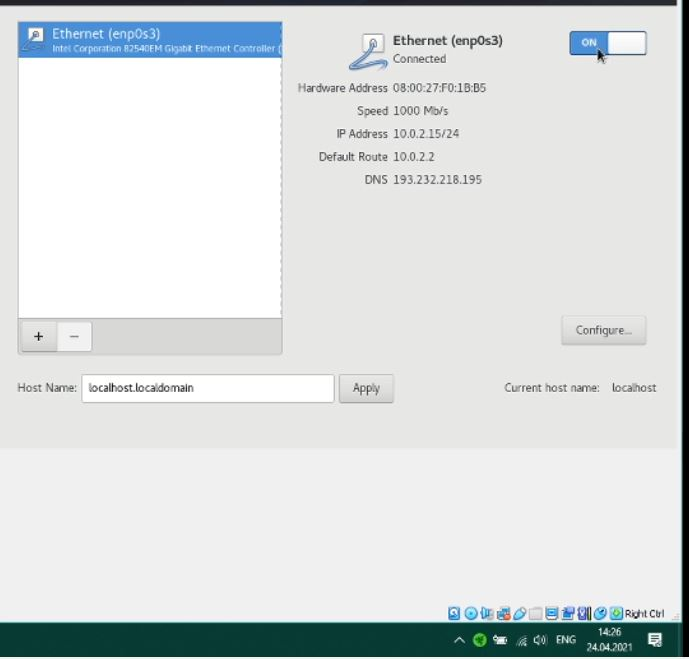 Ethernet (enp0s3)
Intel Corporation 82540EM Gigabit Ethernet Controller (
Ethernet (enp0s3)
Connected
ON
Hardware Address 08:00:27:F0:1B:B5
Speed 1000 Mb/s
IP Address 10.0.2.15/24
Default Route 10.0.2.2
DNS 193.232.218.195
+ −
Configure...
Host Name: localhost.localdomain Apply Current host name: localhost
Right Ctrl
ENG
14:26
24.04.2021